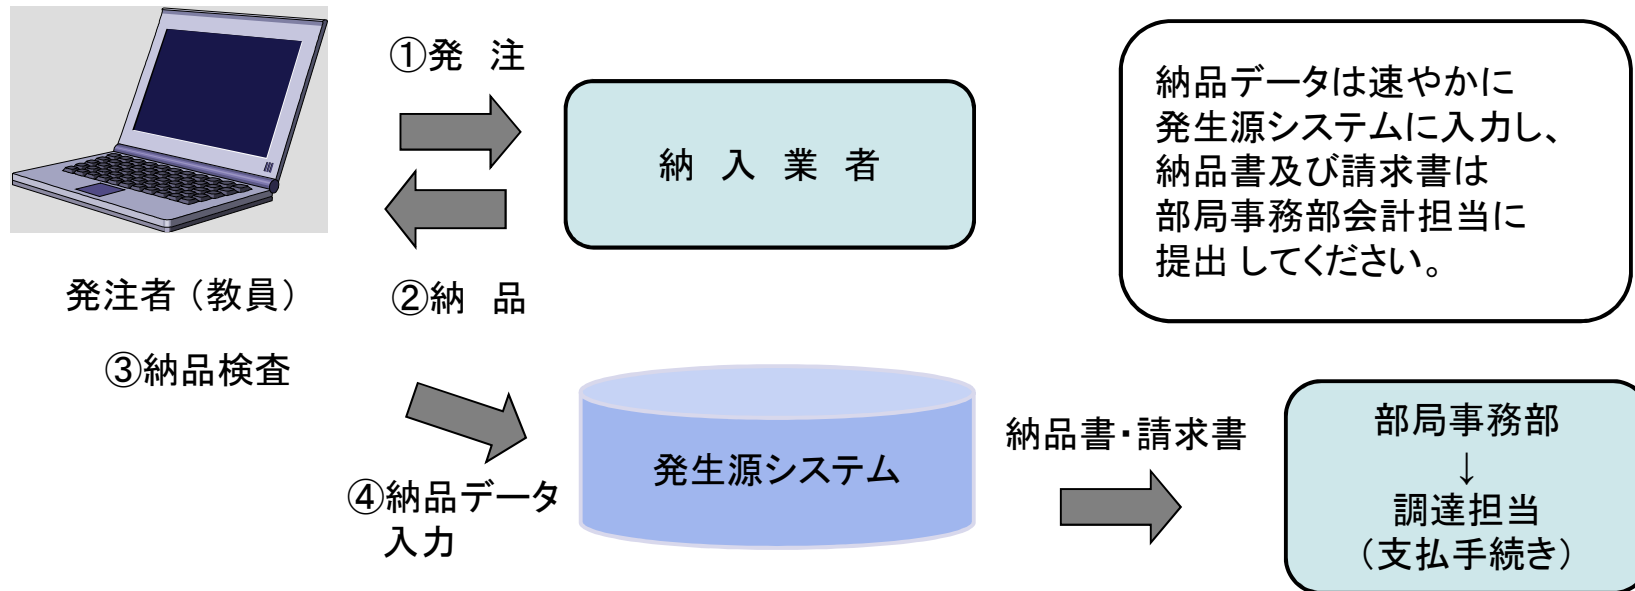 ①発　注
納　入　業　者
納品データは速やかに
発生源システムに入力し、
納品書及び請求書は
部局事務部会計担当に
提出 してください。
発注者（教員）
②納　品
③納品検査
④納品データ
入力
発生源システム
納品書・請求書
部局事務部
↓
調達担当
（支払手続き）